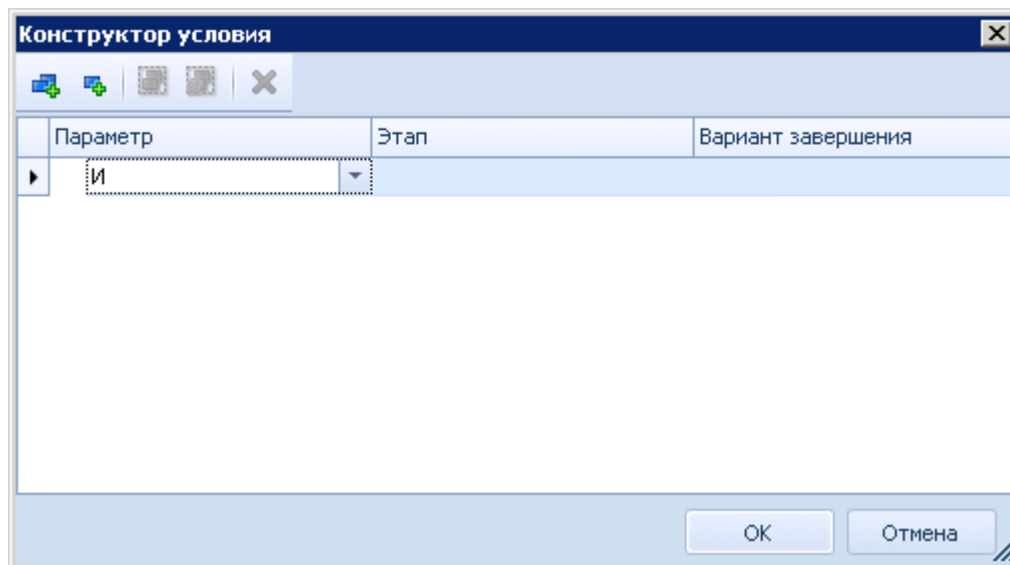 Конструктор условия
Параметр Этап Вариант завершения
И
ОК Отмена